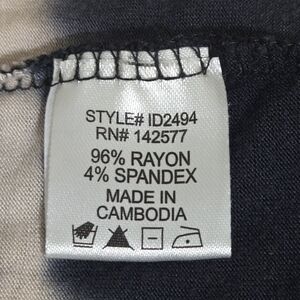 STYLE# ID2494
RN# 142577
96% RAYON
4% SPANDEX
MADE IN
CAMBODIA